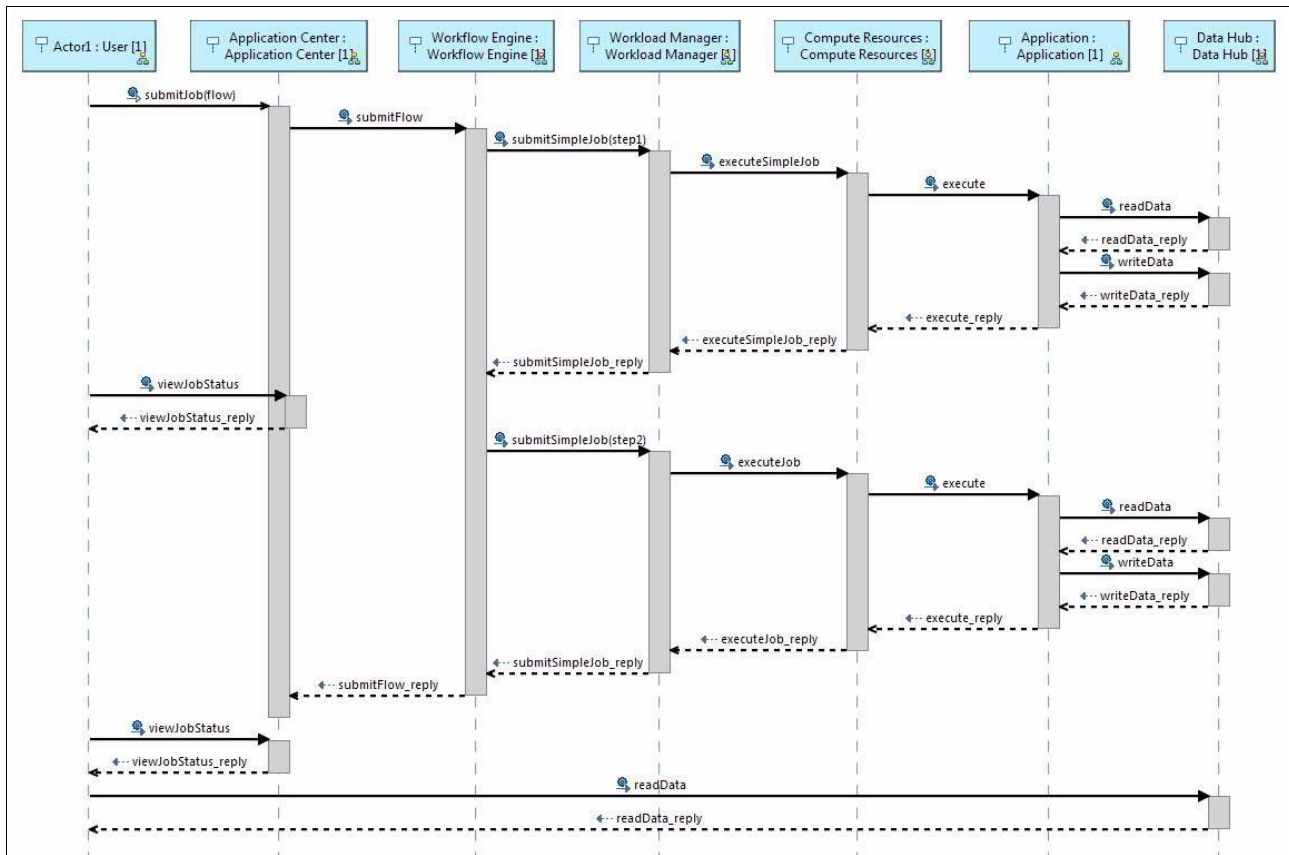 Actor1 : User [1]
Application Center :
Application Center [1]
Workflow Engine :
Workflow Engine [1]
Workload Manager :
Workload Manager [1]
Compute Resources :
Compute Resources [1]
Application :
Application [1]
Data Hub :
Data Hub [1]
submitJob(flow)
submitFlow
submitSimpleJob(step1)
executeSimpleJob
execute
readData
readData_reply
writeData
writeData_reply
execute_reply
executeSimpleJob_reply
submitSimpleJob_reply
viewJobStatus
viewJobStatus_reply
submitSimpleJob(step2)
executeJob
execute
readData
readData_reply
writeData
writeData_reply
execute_reply
executeJob_reply
submitSimpleJob_reply
submitFlow_reply
viewJobStatus
viewJobStatus_reply
readData
readData_reply